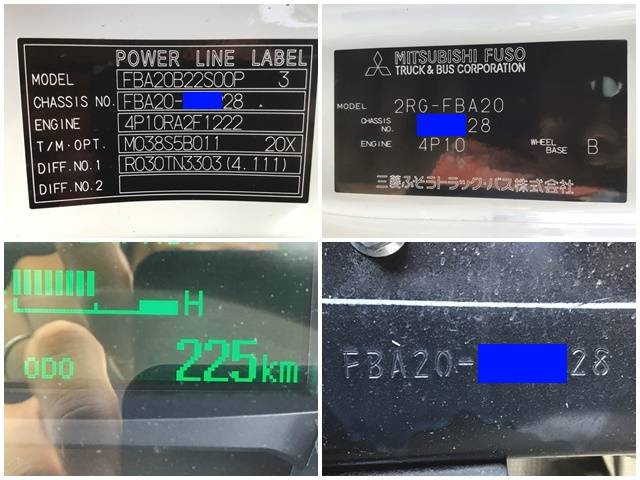 POWER LINE LABEL
MODEL FBA20B22S00P 3
CHASSIS NO. FBA20- 28
ENGINE 4P10RA2F1222
T/M・OPT. M038S5B011 20X
DIFF.NO.1 R030TN3303(4.111)
DIFF.NO.2
MITSUBISHI FUSO
TRUCK & BUS CORPORATION
MODEL 2RG-FBA20
CHASSIS NO. 28
ENGINE 4P10 WHEEL BASE B
三菱ふそうトラック・バス株式会社
H
ODO 225km
FBA20- 28